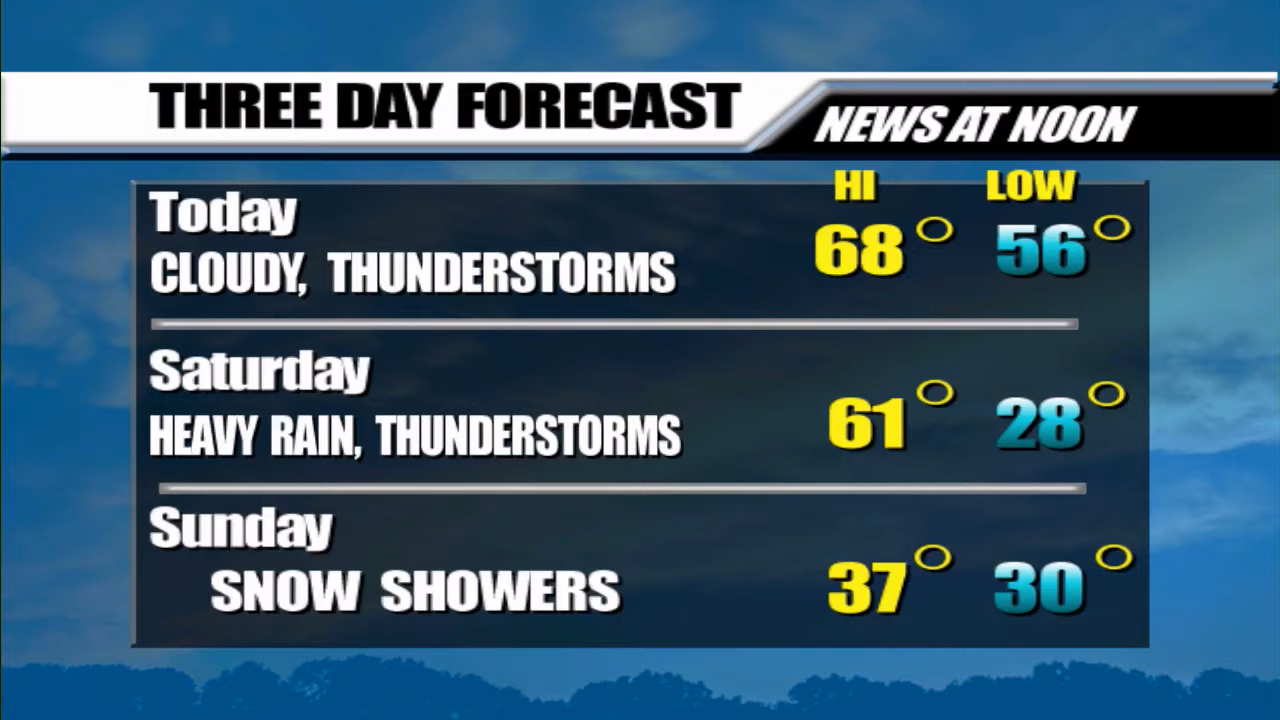 THREE DAY FORECAST
NEWS AT NOON
HI LOW
Today
CLOUDY, THUNDERSTORMS 68° 56°
Saturday
HEAVY RAIN, THUNDERSTORMS 61° 28°
Sunday
SNOW SHOWERS 37° 30°